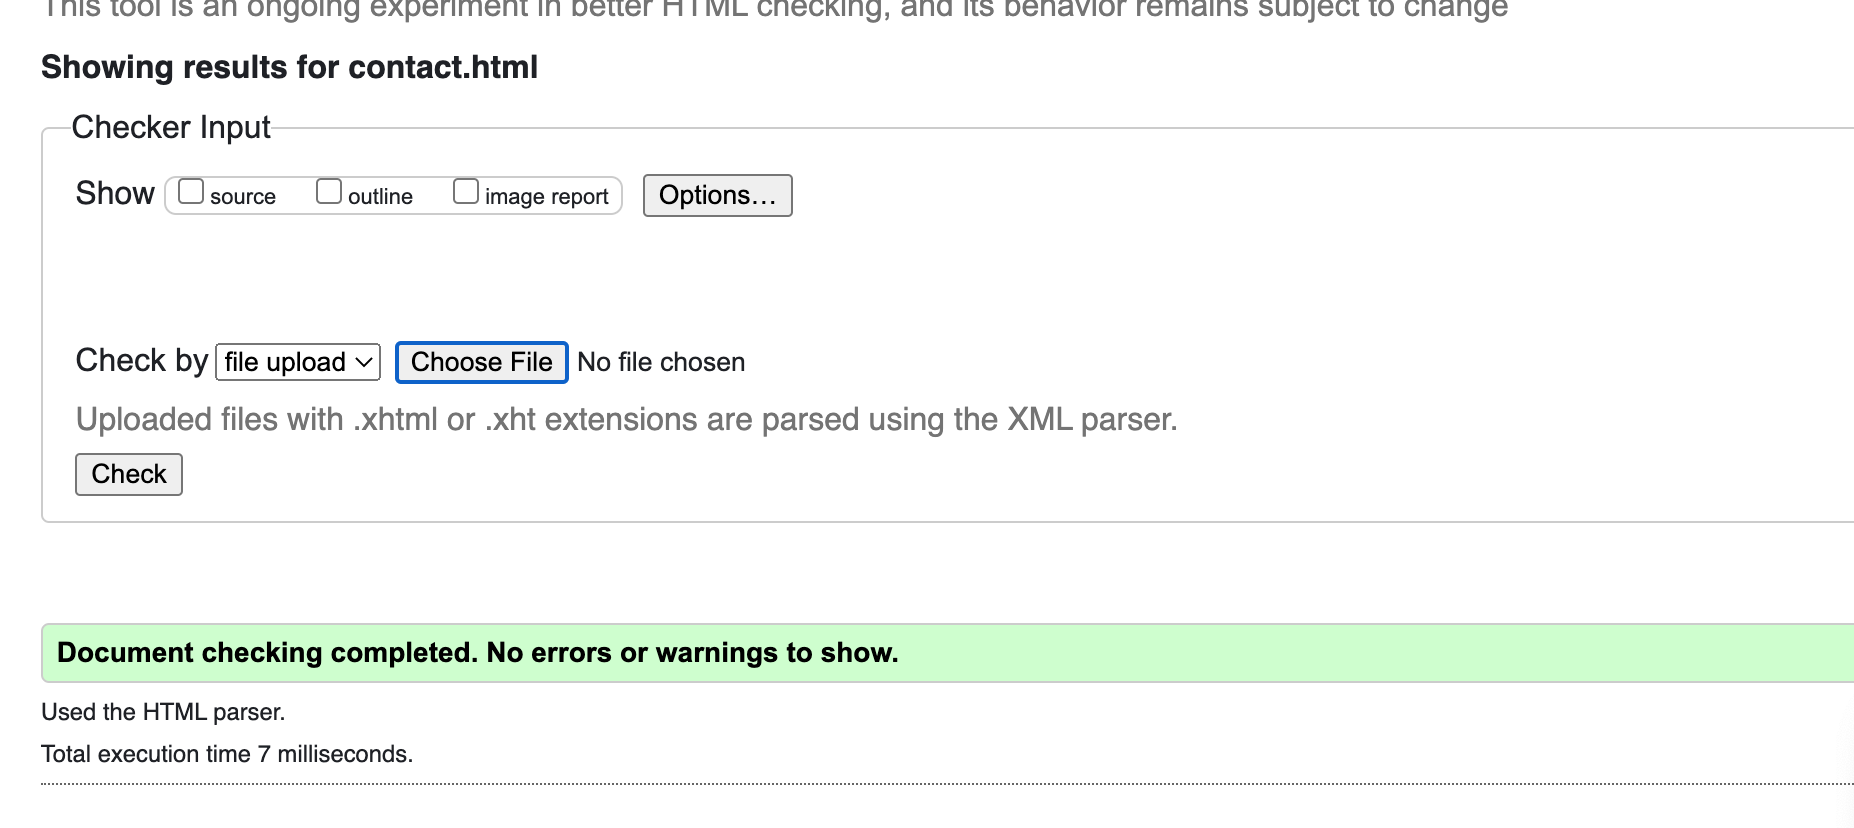 This tool is an ongoing experiment in better HTML checking, and its behavior remains subject to change
Showing results for contact.html
Checker Input
Show source outline image report Options...
Check by file upload Choose File No file chosen
Uploaded files with .xhtml or .xht extensions are parsed using the XML parser.
Check
Document checking completed. No errors or warnings to show.
Used the HTML parser.
Total execution time 7 milliseconds.